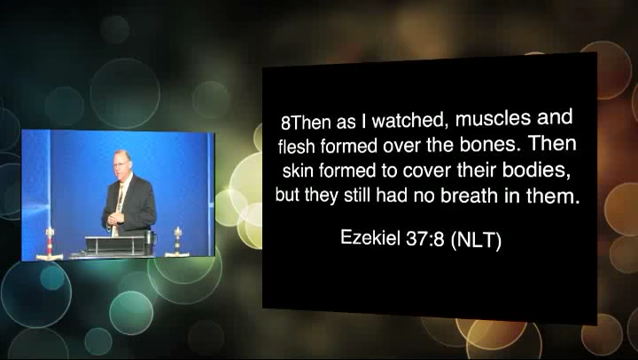 8Then as I watched, muscles and
flesh formed over the bones. Then
skin formed to cover their bodies,
but they still had no breath in them.
Ezekiel 37:8 (NLT)